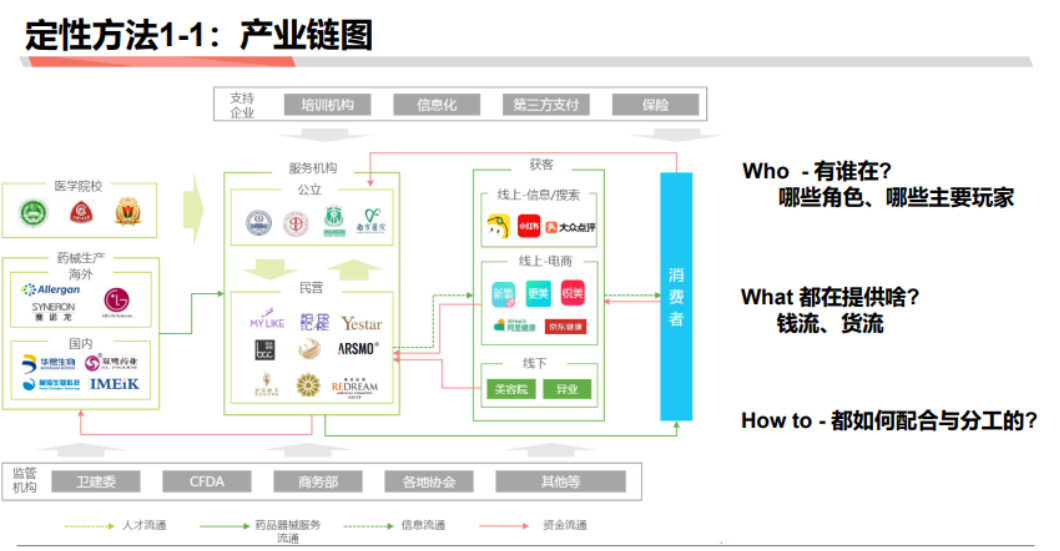 定性方法1-1：产业链图
支持
企业
培训机构
信息化
第三方支付
保险
医学院校
药械生产
海外
Allergan
SYNERON
赛诺龙
LG Life Sciences
国内
华熙生物
双鹭药业
IMEiK
服务机构
公立
南方医院
民营
MYLIKE
Yestar
bcc
ARSMO
REDREAM
获客
线上-信息/搜索
小红书
大众点评
线上-电商
新氧
更美
悦美
阿里健康
京东健康
线下
美容院
异业
消费者
Who - 有谁在？
哪些角色、哪些主要玩家
What 都在提供啥？
钱流、货流
How to - 都如何配合与分工的？
监管
机构
卫建委
CFDA
商务部
各地协会
其他等
人才流通
药品器械服务
流通
信息流通
资金流通